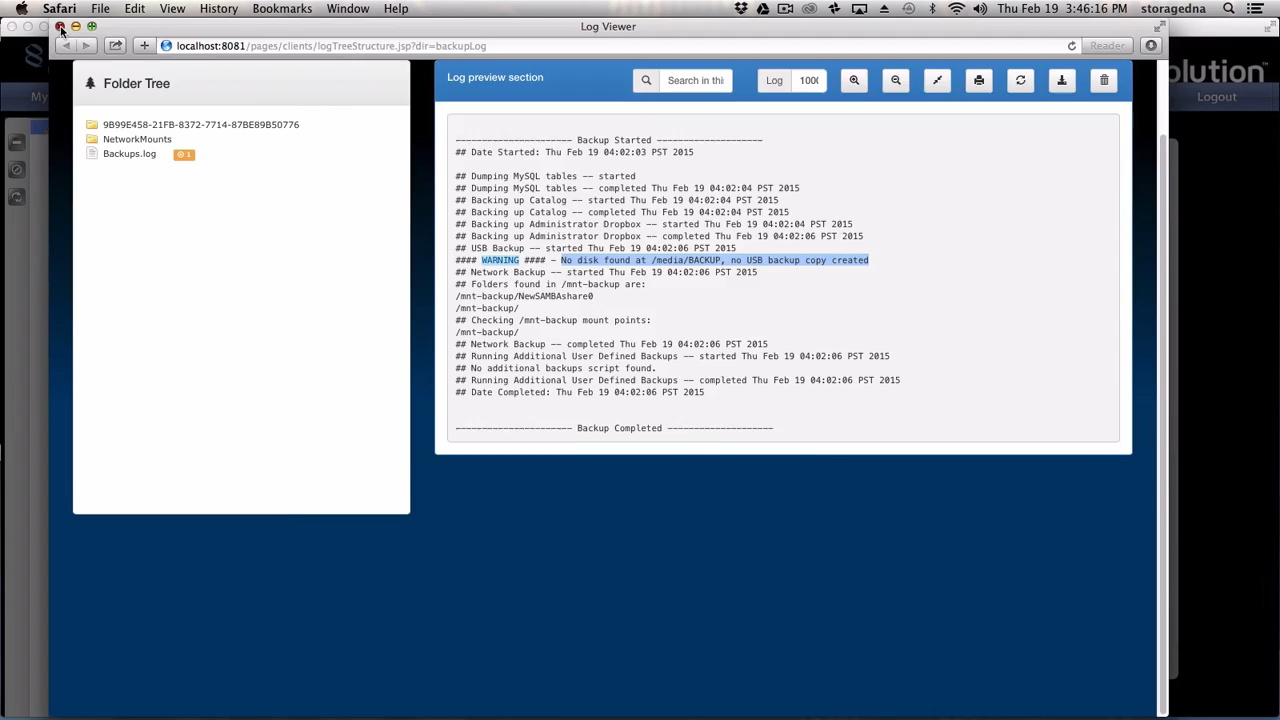 Safari File Edit View History Bookmarks Window Help Thu Feb 19 3:46:16 PM storagedna
Log Viewer
localhost:8081/pages/clients/logTreeStructure.jsp?dir=backupLog Reader
olution™
My
Logout
Folder Tree
9B99E458-21FB-8372-7714-87BE89B50776
NetworkMounts
Backups.log 1
Log preview section Search in thi Log 100
---------------------- Backup Started --------------------
## Date Started: Thu Feb 19 04:02:03 PST 2015
## Dumping MySQL tables -- started
## Dumping MySQL tables -- completed Thu Feb 19 04:02:04 PST 2015
## Backing up Catalog -- started Thu Feb 19 04:02:04 PST 2015
## Backing up Catalog -- completed Thu Feb 19 04:02:04 PST 2015
## Backing up Administrator Dropbox -- started Thu Feb 19 04:02:04 PST 2015
## Backing up Administrator Dropbox -- completed Thu Feb 19 04:02:06 PST 2015
## USB Backup -- started Thu Feb 19 04:02:06 PST 2015
#### WARNING #### - No disk found at /media/BACKUP, no USB backup copy created
## Network Backup -- started Thu Feb 19 04:02:06 PST 2015
## Folders found in /mnt-backup are:
/mnt-backup/NewSAMBAshare0
/mnt-backup/
## Checking /mnt-backup mount points:
/mnt-backup/
## Network Backup -- completed Thu Feb 19 04:02:06 PST 2015
## Running Additional User Defined Backups -- started Thu Feb 19 04:02:06 PST 2015
## No additional backups script found.
## Running Additional User Defined Backups -- completed Thu Feb 19 04:02:06 PST 2015
## Date Completed: Thu Feb 19 04:02:06 PST 2015
---------------------- Backup Completed --------------------